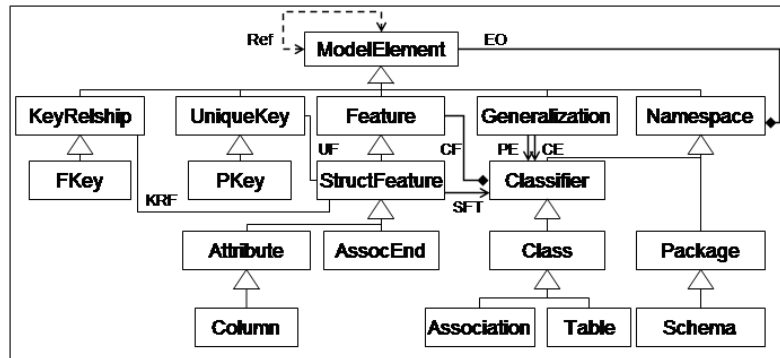 Ref
ModelElement
EO
KeyRelship
UniqueKey
Feature
Generalization
Namespace
UF
CF
PE
CE
FKey
PKey
StructFeature
Classifier
KRF
SFT
Attribute
AssocEnd
Class
Package
Column
Association
Table
Schema